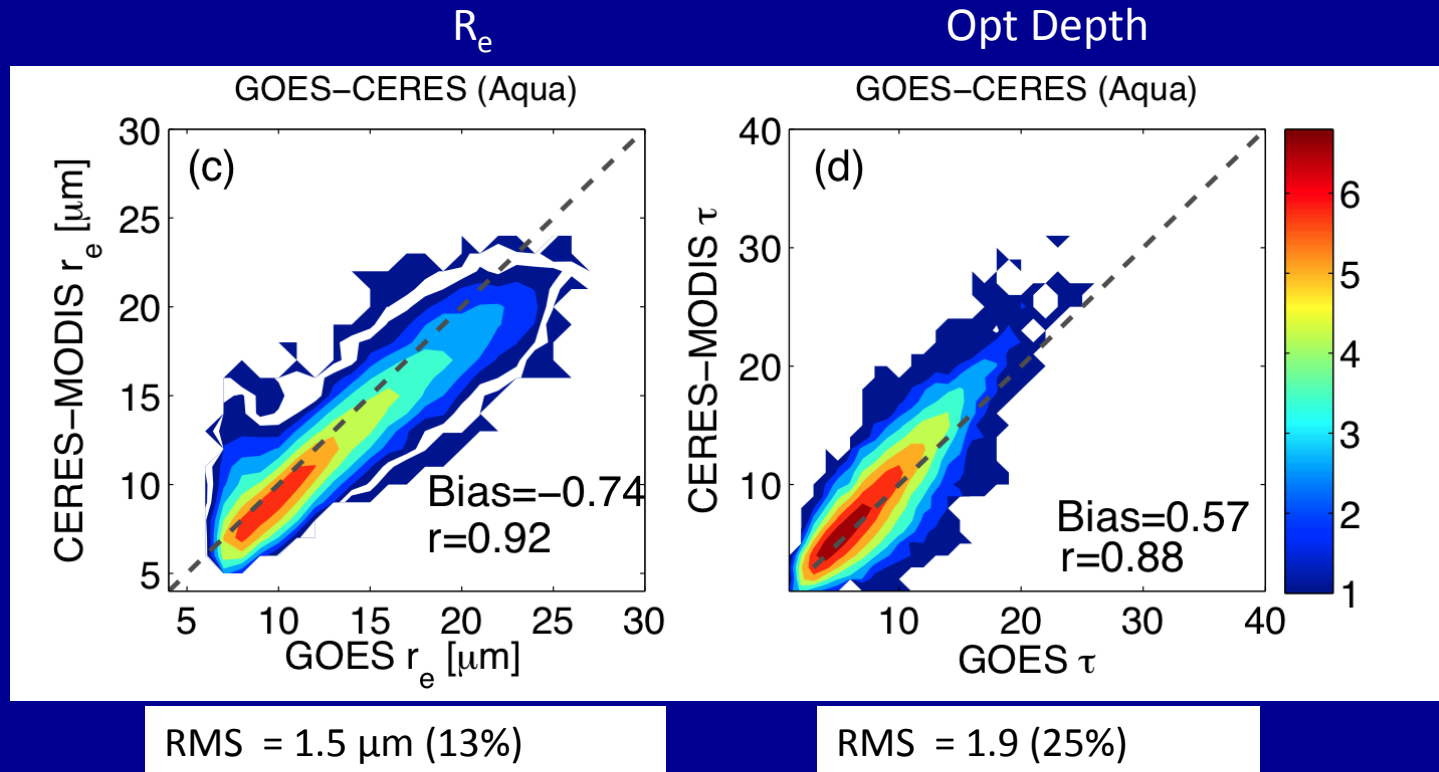 Rₑ
Opt Depth
GOES−CERES (Aqua)
30
25
20
15
10
5
CERES−MODIS rₑ [μm]
(c)
Bias=−0.74
r=0.92
5 10 15 20 25 30
GOES rₑ [μm]
GOES−CERES (Aqua)
40
30
20
10
CERES−MODIS τ
(d)
Bias=0.57
r=0.88
10 20 30 40
GOES τ
6
5
4
3
2
1
RMS = 1.5 μm (13%)
RMS = 1.9 (25%)